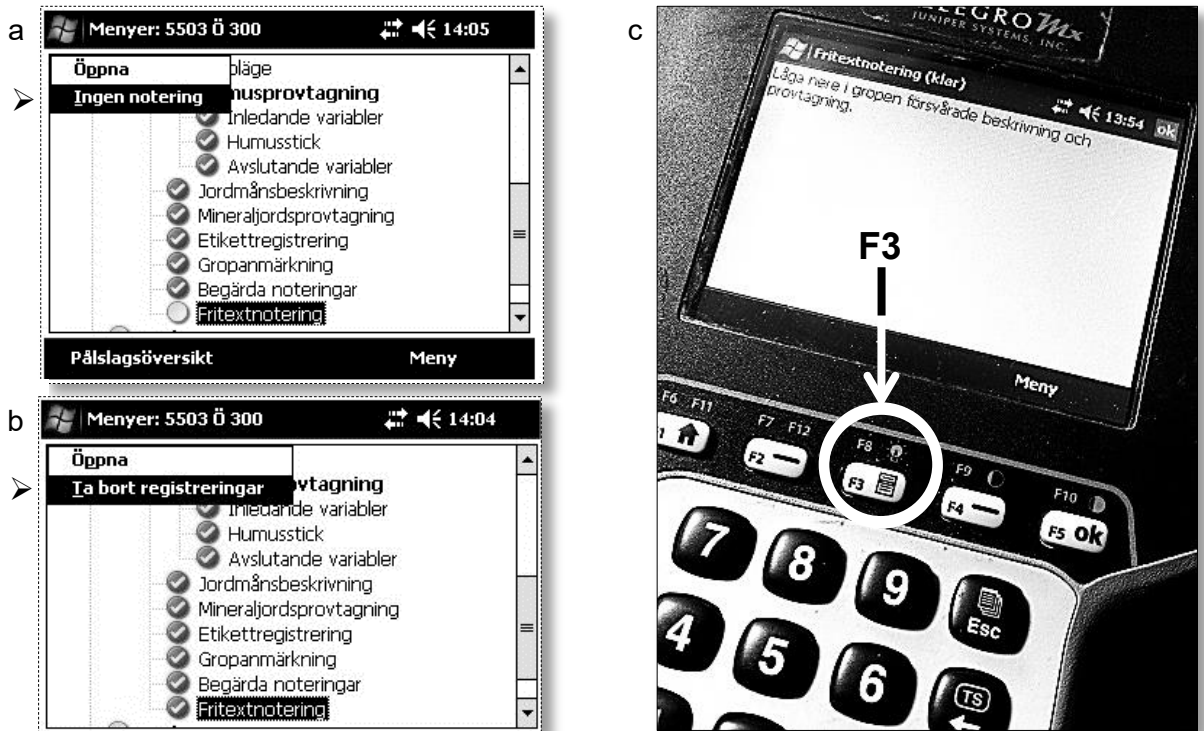 a
Menyer: 5503 Ö 300 14:05
Öppna
Ingen notering
oläge
musprovtagning
Inledande variabler
Humusstick
Avslutande variabler
Jordmånsbeskrivning
Mineraljordsprovtagning
Etikettregistrering
Gropanmärkning
Begärda noteringar
Fritextnotering
Pålslagsöversikt Meny
b
Menyer: 5503 Ö 300 14:04
Öppna
Ta bort registreringar
vtagning
Inledande variabler
Humusstick
Avslutande variabler
Jordmånsbeskrivning
Mineraljordsprovtagning
Etikettregistrering
Gropanmärkning
Begärda noteringar
Fritextnotering
c
LLEGRO Mx
JUNIPER SYSTEMS, INC.
Fritextnotering (klar) 13:54 ok
Låga nere i gropen försvårade beskrivning och
provtagning.
F3
Meny
F6 F11 F7 F12 F8 F9 F10
1 F2 F3 F4 F5 ok
7 8 9 Esc
4 5 6 TS